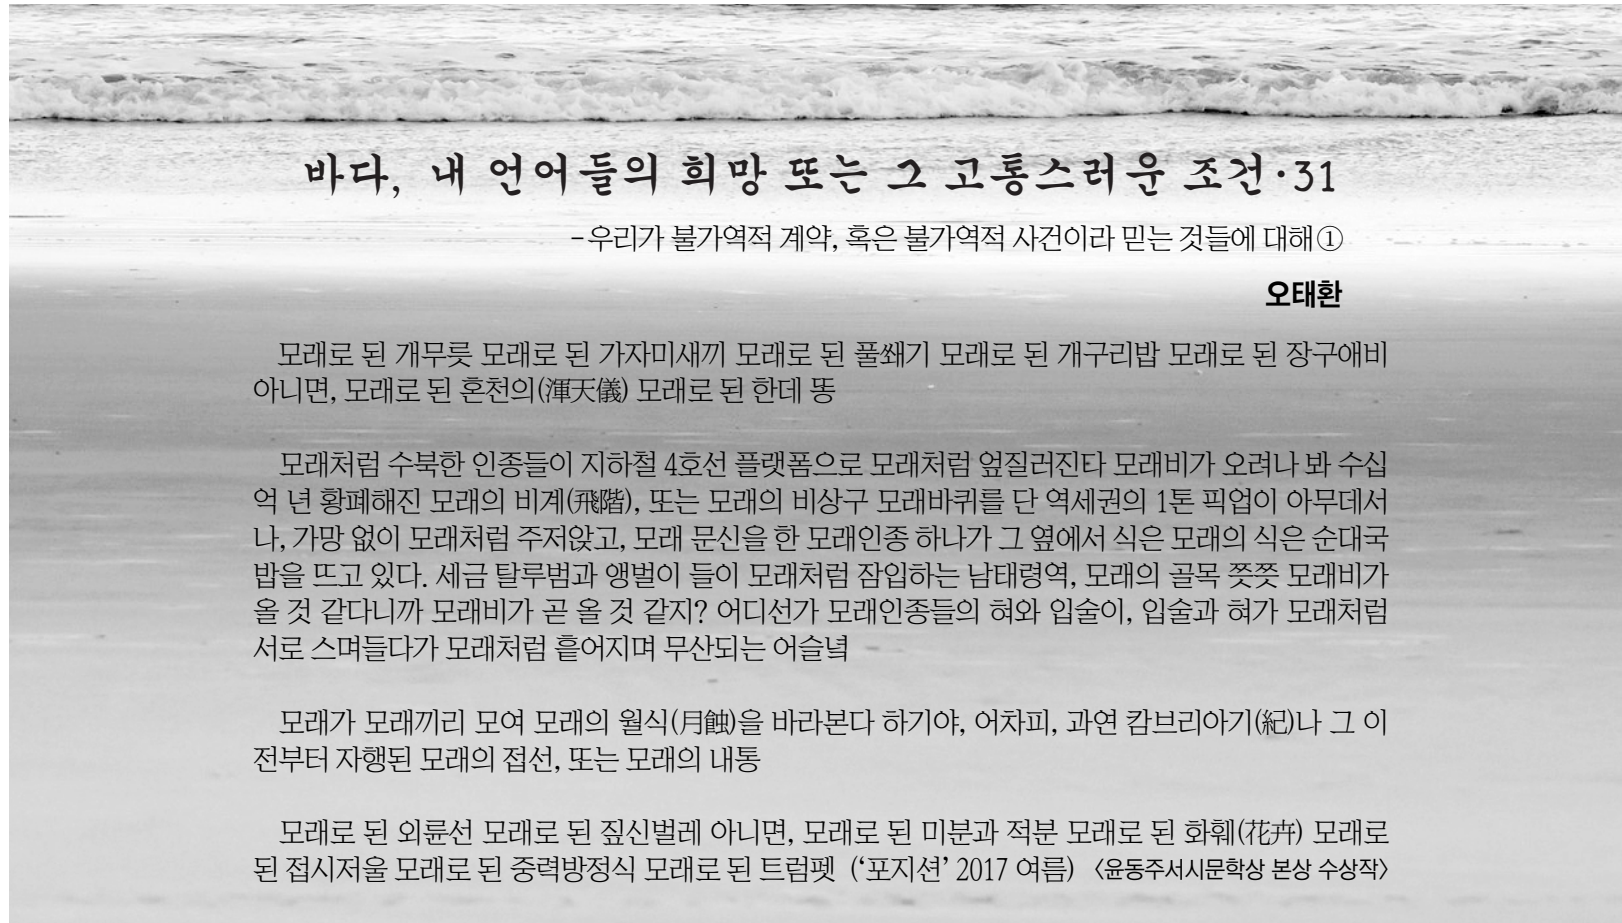 바다, 내 언어들의 희망 또는 그 고통스러운 조건·31
-우리가 불가역적 계약, 혹은 불가역적 사건이라 믿는 것들에 대해①
오태환
모래로 된 개무릇 모래로 된 가자미새끼 모래로 된 풀쐐기 모래로 된 개구리밥 모래로 된 장구애비
아니면, 모래로 된 혼천의(渾天儀) 모래로 된 한데 똥
모래처럼 수북한 인종들이 지하철 4호선 플랫폼으로 모래처럼 엎질러진다 모래비가 오려나 봐 수십
억 년 황폐해진 모래의 비계(飛階), 또는 모래의 비상구 모래바퀴를 단 역세권의 1톤 픽업이 아무데서
나, 가망 없이 모래처럼 주저앉고, 모래 문신을 한 모래인종 하나가 그 옆에서 식은 모래의 식은 순대국
밥을 뜨고 있다. 세금 탈루범과 앵벌이 들이 모래처럼 잠입하는 남태령역, 모래의 골목 쯧쯧 모래비가
올 것 같다니까 모래비가 곧 올 것 같지? 어디선가 모래인종들의 혀와 입술이, 입술과 혀가 모래처럼
서로 스며들다가 모래처럼 흩어지며 무산되는 어슬녘
모래가 모래끼리 모여 모래의 월식(月蝕)을 바라본다 하기야, 어차피, 과연 캄브리아기(紀)나 그 이
전부터 자행된 모래의 접선, 또는 모래의 내통
모래로 된 외륜선 모래로 된 짚신벌레 아니면, 모래로 된 미분과 적분 모래로 된 화훼(花卉) 모래로
된 접시저울 모래로 된 중력방정식 모래로 된 트럼펫 (‘포지션’ 2017 여름) 〈윤동주서시문학상 본상 수상작〉